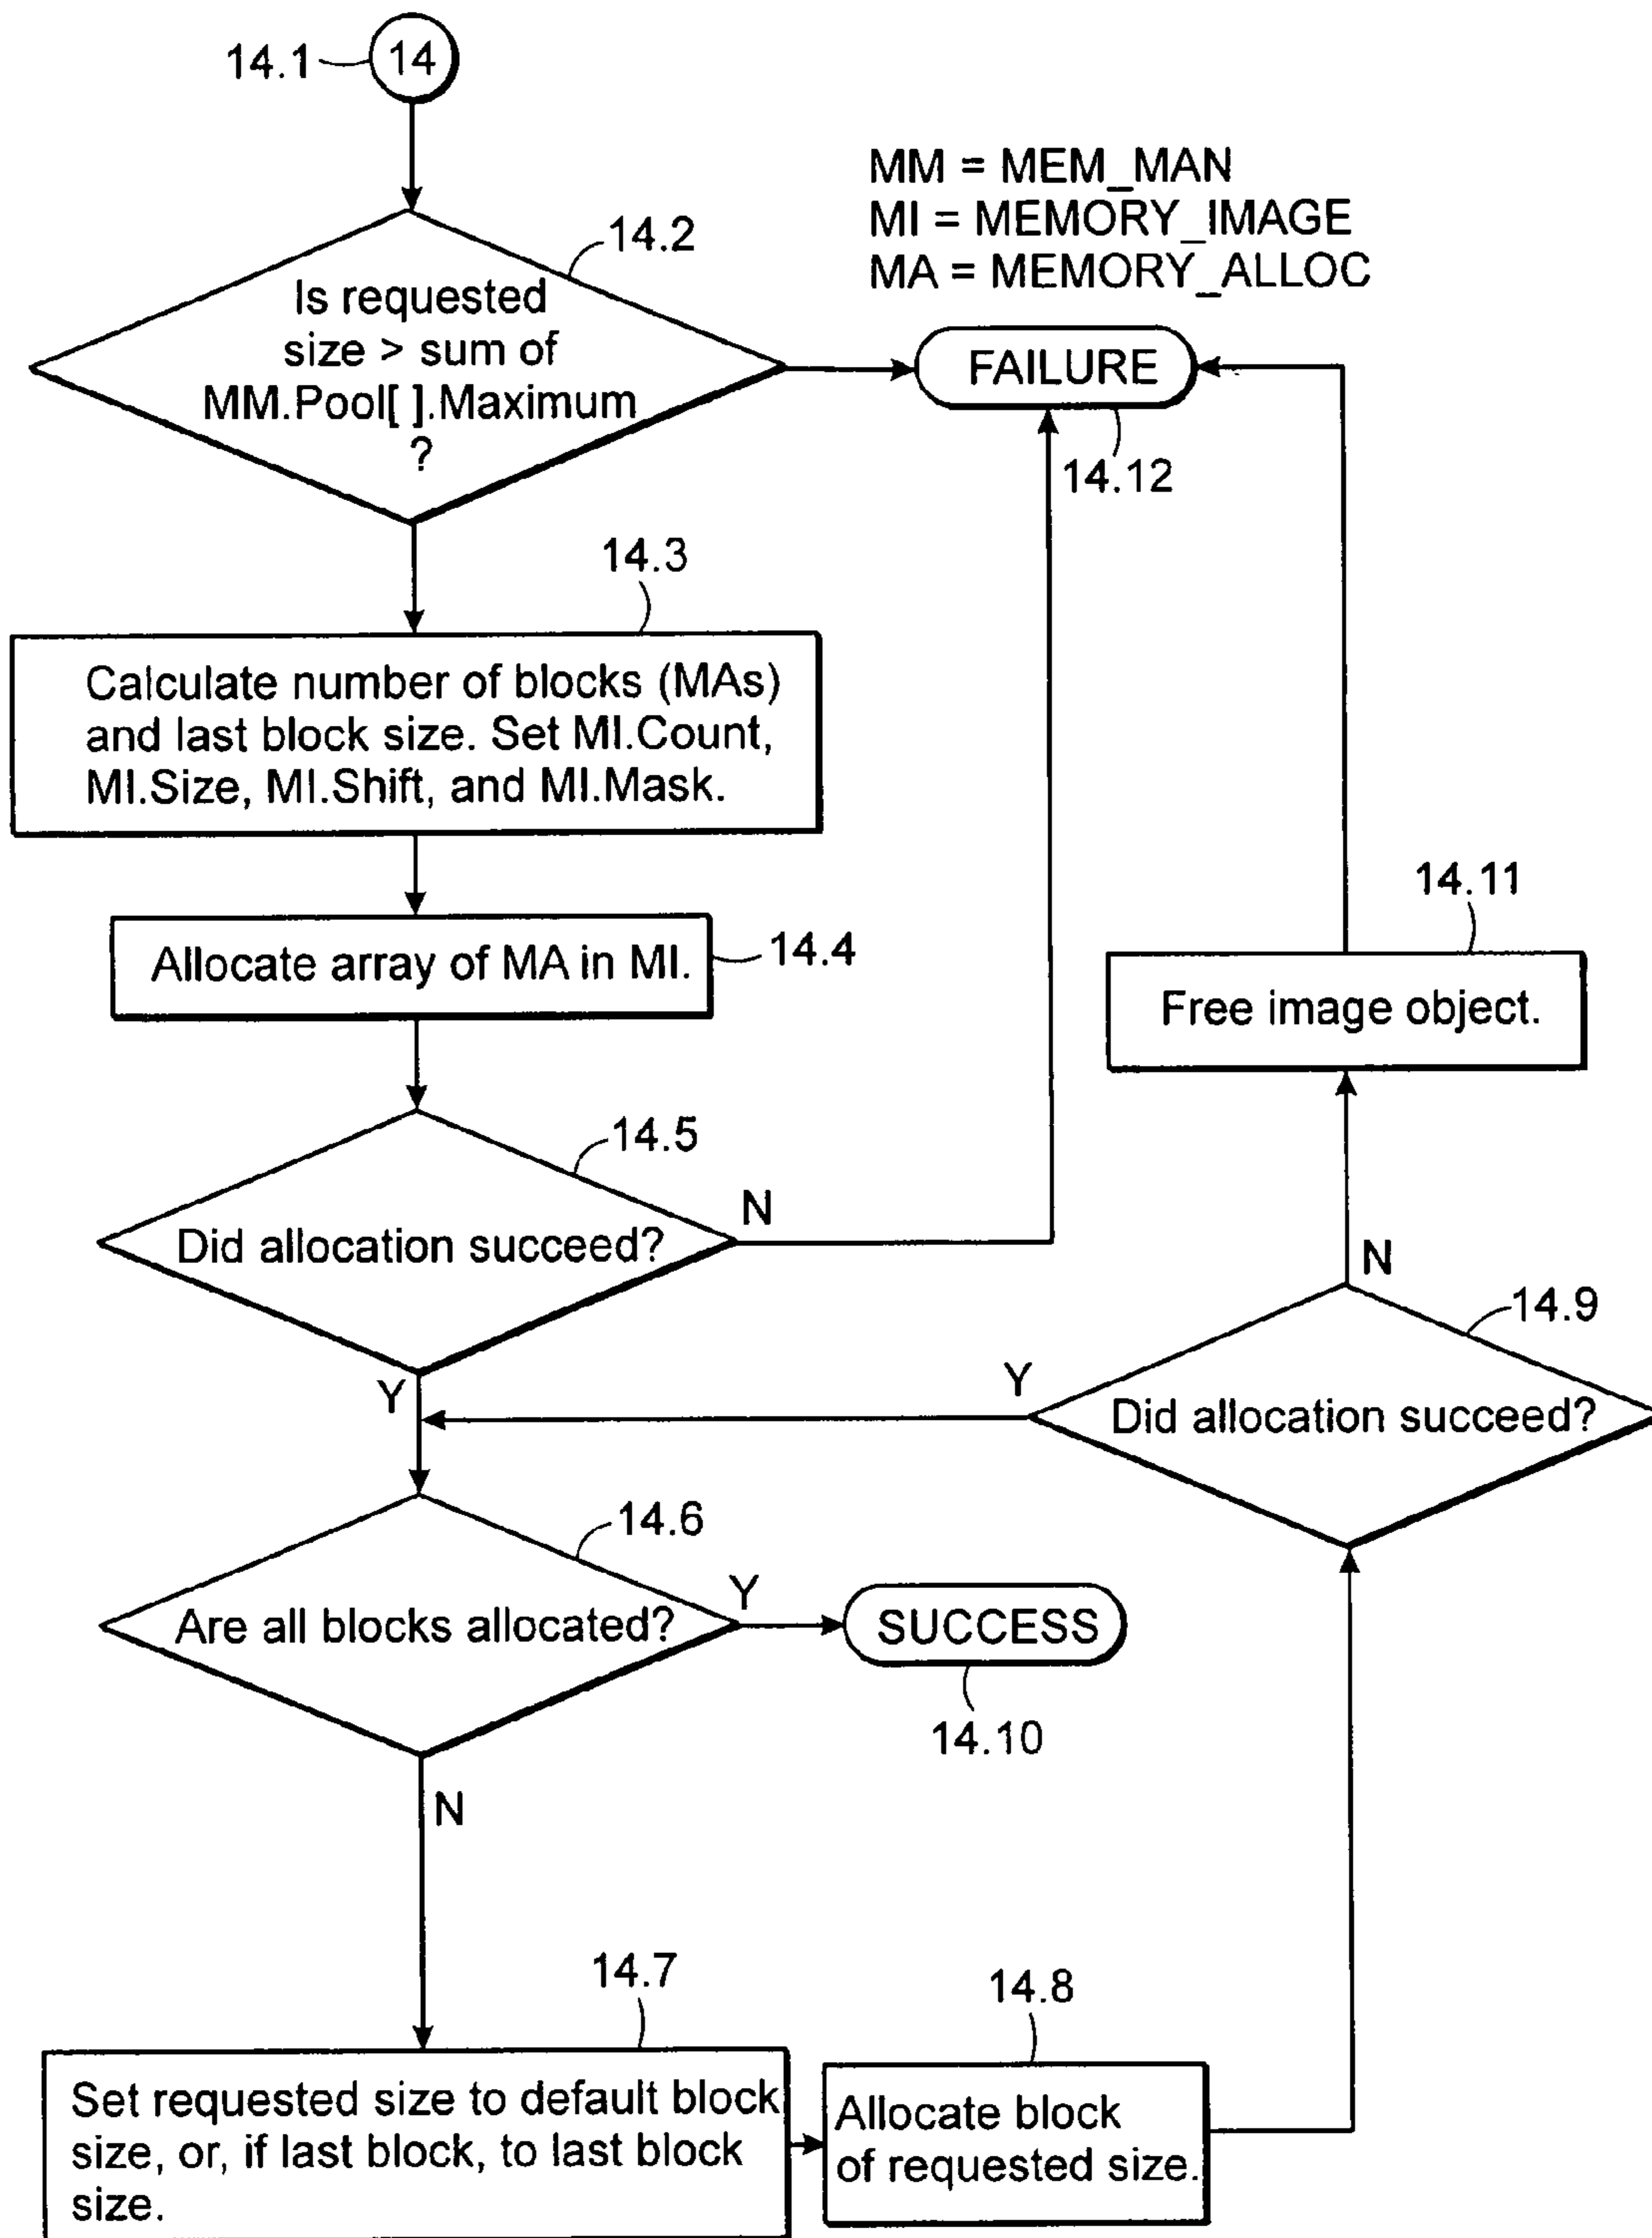 14.1
14
MM = MEM_MAN
MI = MEMORY_IMAGE
MA = MEMORY_ALLOC
14.2
Is requested
size > sum of
MM.Pool[ ].Maximum
?
FAILURE
14.12
14.3
Calculate number of blocks (MAs)
and last block size. Set MI.Count,
MI.Size, MI.Shift, and MI.Mask.
14.4
Allocate array of MA in MI.
14.11
Free image object.
14.5
Did allocation succeed?
N
Y
N
14.9
Did allocation succeed?
Y
14.6
Are all blocks allocated?
Y
SUCCESS
14.10
N
14.7
Set requested size to default block
size, or, if last block, to last block
size.
14.8
Allocate block
of requested size.